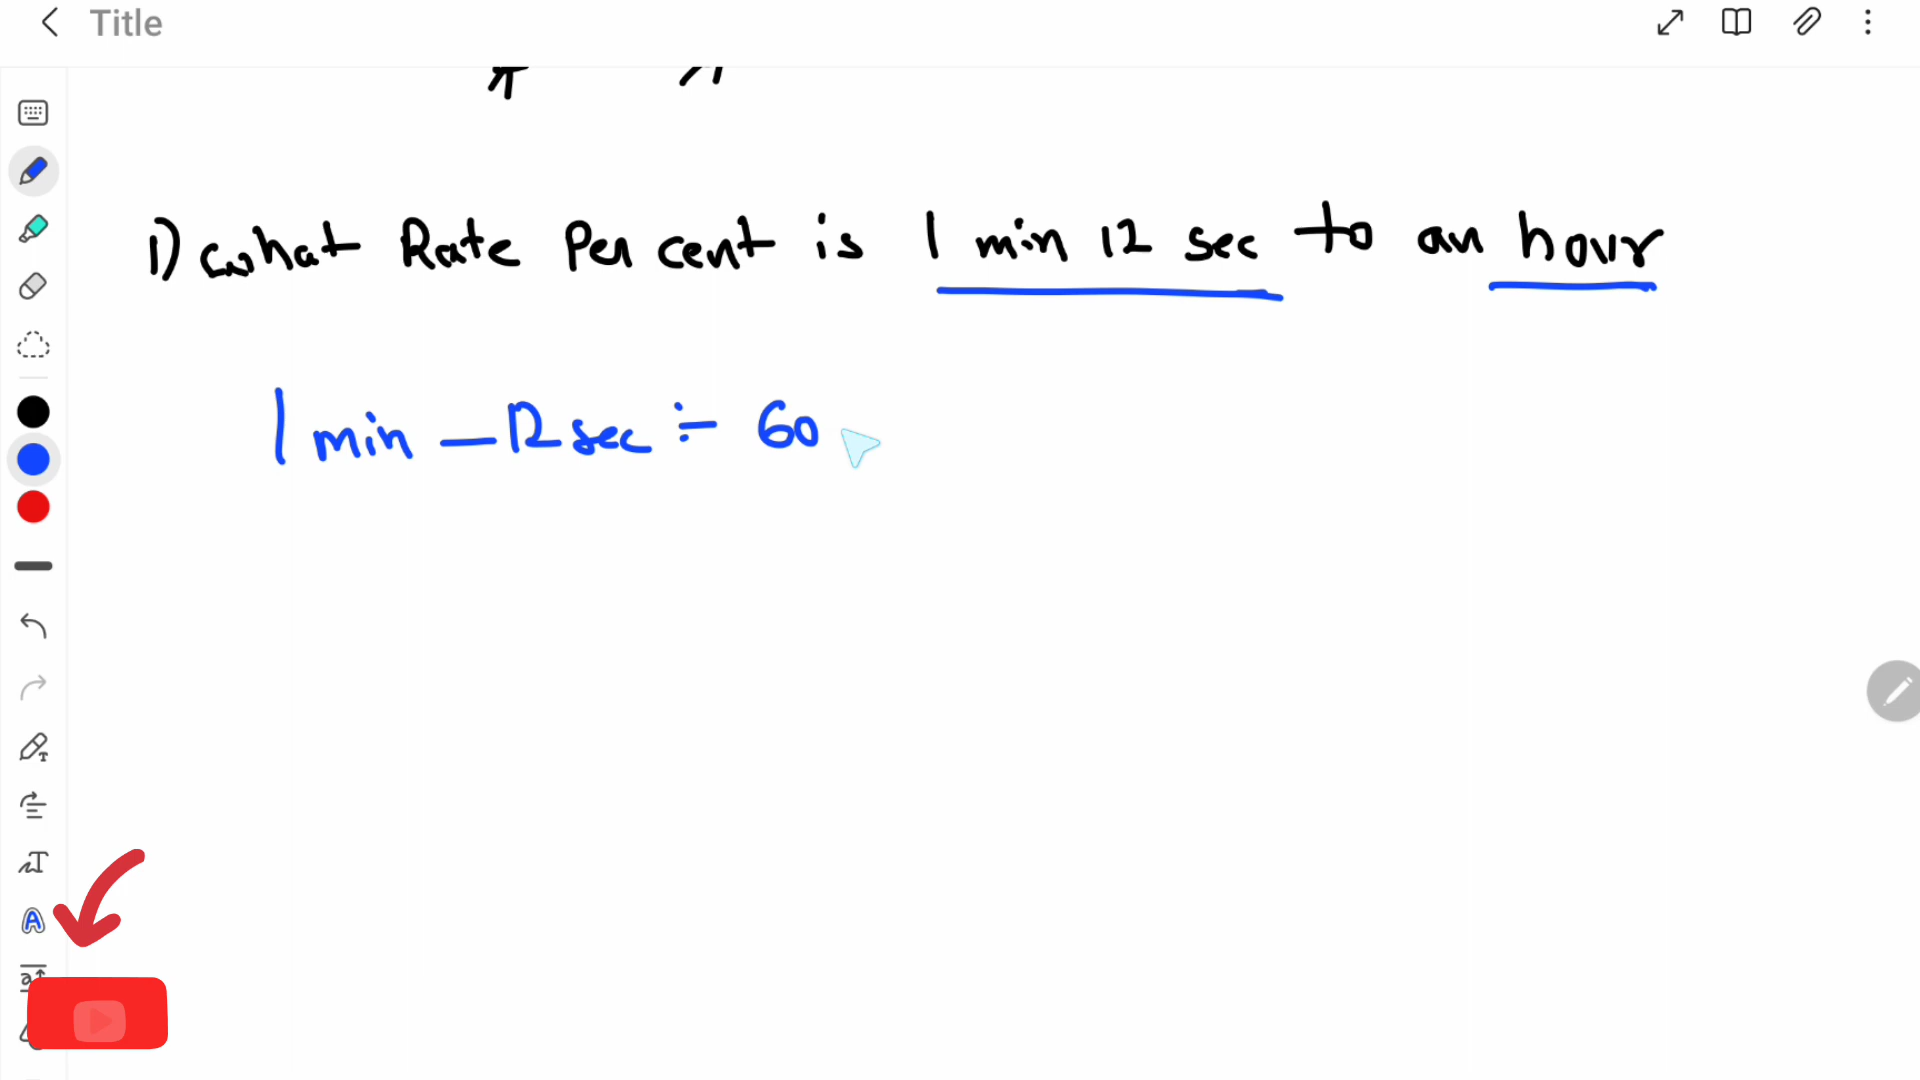 Title
1) what Rate Per cent is 1 min 12 sec to an hour
1 min — 12 sec ÷ 60